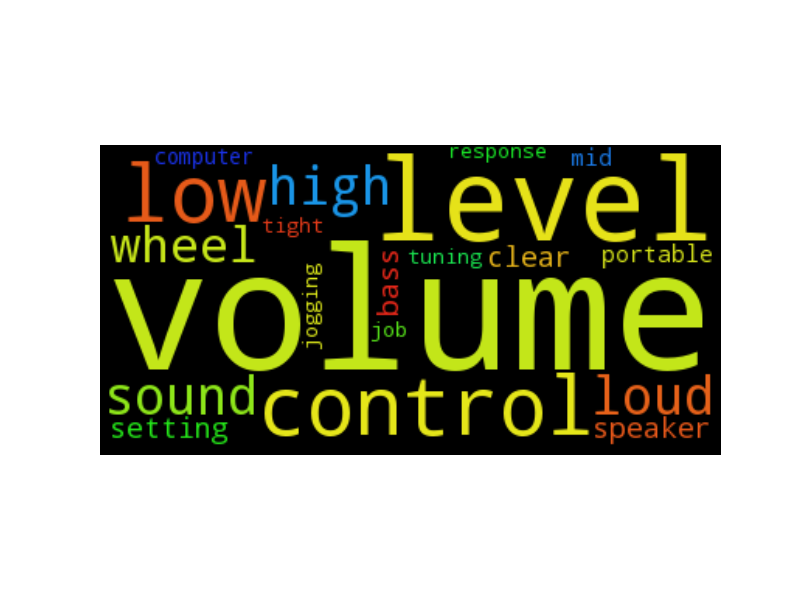 computer
response
mid
low
high
level
tight
wheel
tuning
clear
portable
volume
jogging
bass
job
sound
control
loud
setting
speaker